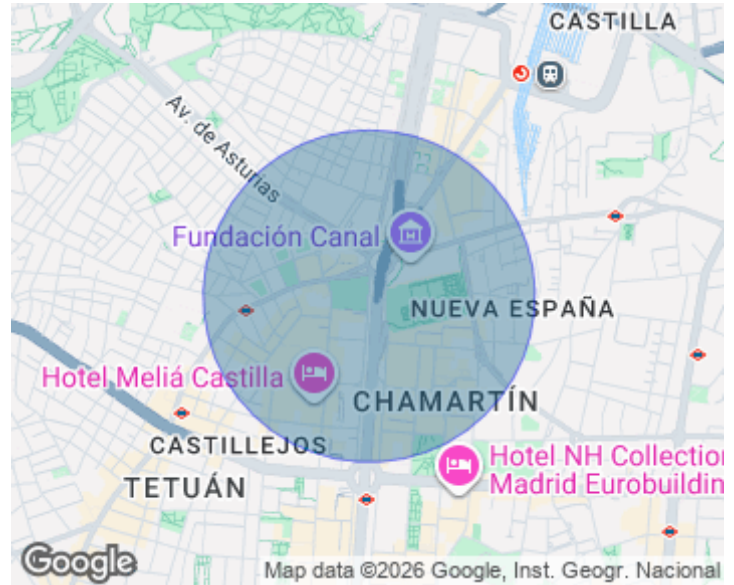 CASTILLA
Av. de Asturias
Fundación Canal
NUEVA ESPAÑA
Hotel Meliá Castilla
CHAMARTÍN
CASTILLEJOS
Hotel NH Collection
Madrid Eurobuildin
TETUÁN
Google
Map data ©2026 Google, Inst. Geogr. Nacional